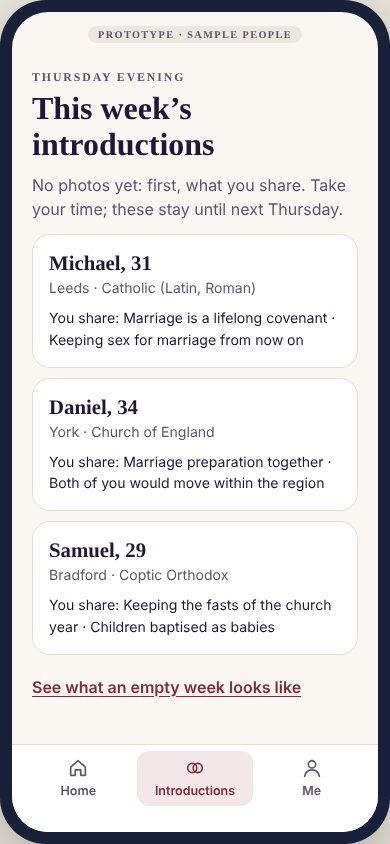 PROTOTYPE · SAMPLE PEOPLE
THURSDAY EVENING
This week’s
introductions
No photos yet: first, what you share. Take
your time; these stay until next Thursday.
Michael, 31
Leeds · Catholic (Latin, Roman)
You share: Marriage is a lifelong covenant ·
Keeping sex for marriage from now on
Daniel, 34
York · Church of England
You share: Marriage preparation together ·
Both of you would move within the region
Samuel, 29
Bradford · Coptic Orthodox
You share: Keeping the fasts of the church
year · Children baptised as babies
See what an empty week looks like
Home Introductions Me